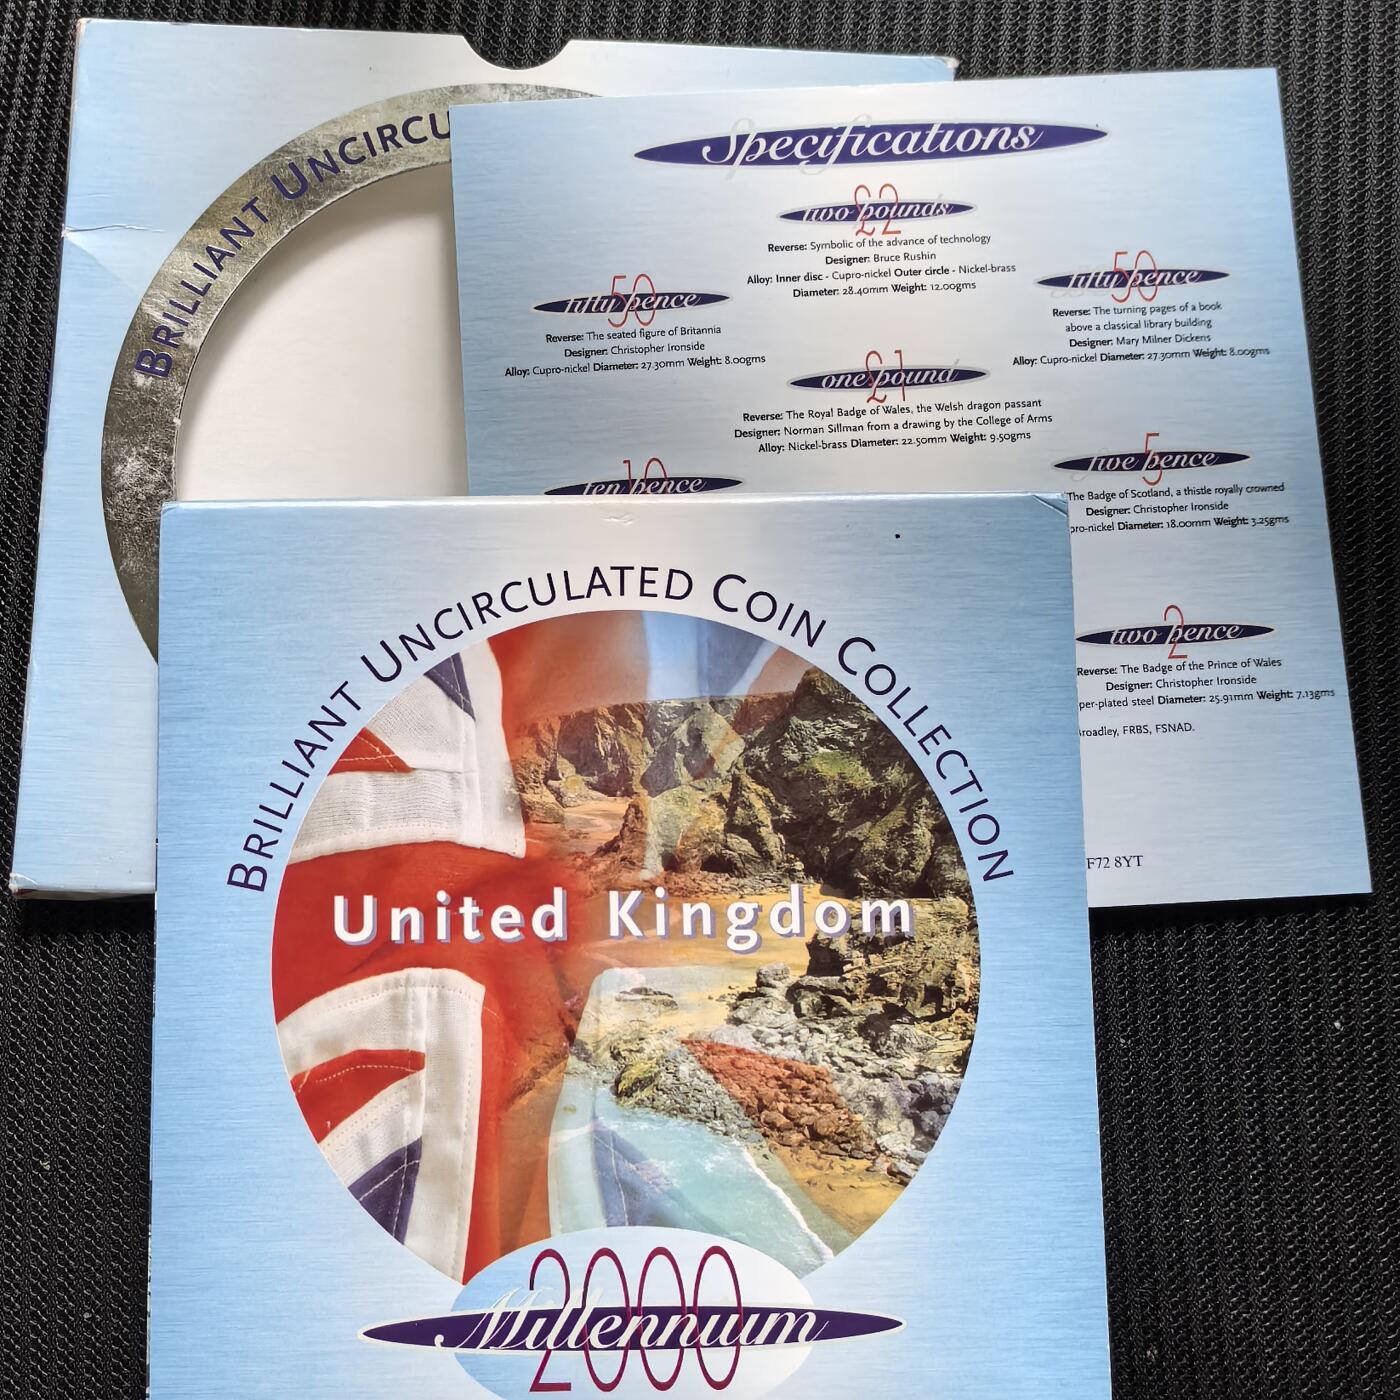 BRILLIANT UNCIRCU
Specifications
£2
two pounds
Reverse: Symbolic of the advance of technology
Designer: Bruce Rushin
Alloy: Inner disc - Cupro-nickel Outer circle - Nickel-brass
Diameter: 28.40mm Weight: 12.00gms
50
fifty pence
Reverse: The seated figure of Britannia
Designer: Christopher Ironside
Alloy: Cupro-nickel Diameter: 27.30mm Weight: 8.00gms
50
fifty pence
Reverse: The turning pages of a book
above a classical library building
Designer: Mary Milner Dickens
Alloy: Cupro-nickel Diameter: 27.30mm Weight: 8.00gms
£1
one pound
Reverse: The Royal Badge of Wales, the Welsh dragon passant
Designer: Norman Sillman from a drawing by the College of Arms
Alloy: Nickel-brass Diameter: 22.50mm Weight: 9.50gms
10
ten pence
5
five pence
The Badge of Scotland, a thistle royally crowned
Designer: Christopher Ironside
pro-nickel Diameter: 18.00mm Weight: 3.25gms
2
two pence
Reverse: The Badge of the Prince of Wales
Designer: Christopher Ironside
per-plated steel Diameter: 25.91mm Weight: 7.13gms
roadley, FRBS, FSNAD.
F72 8YT
BRILLIANT UNCIRCULATED COIN COLLECTION
United Kingdom
2000
Millennium